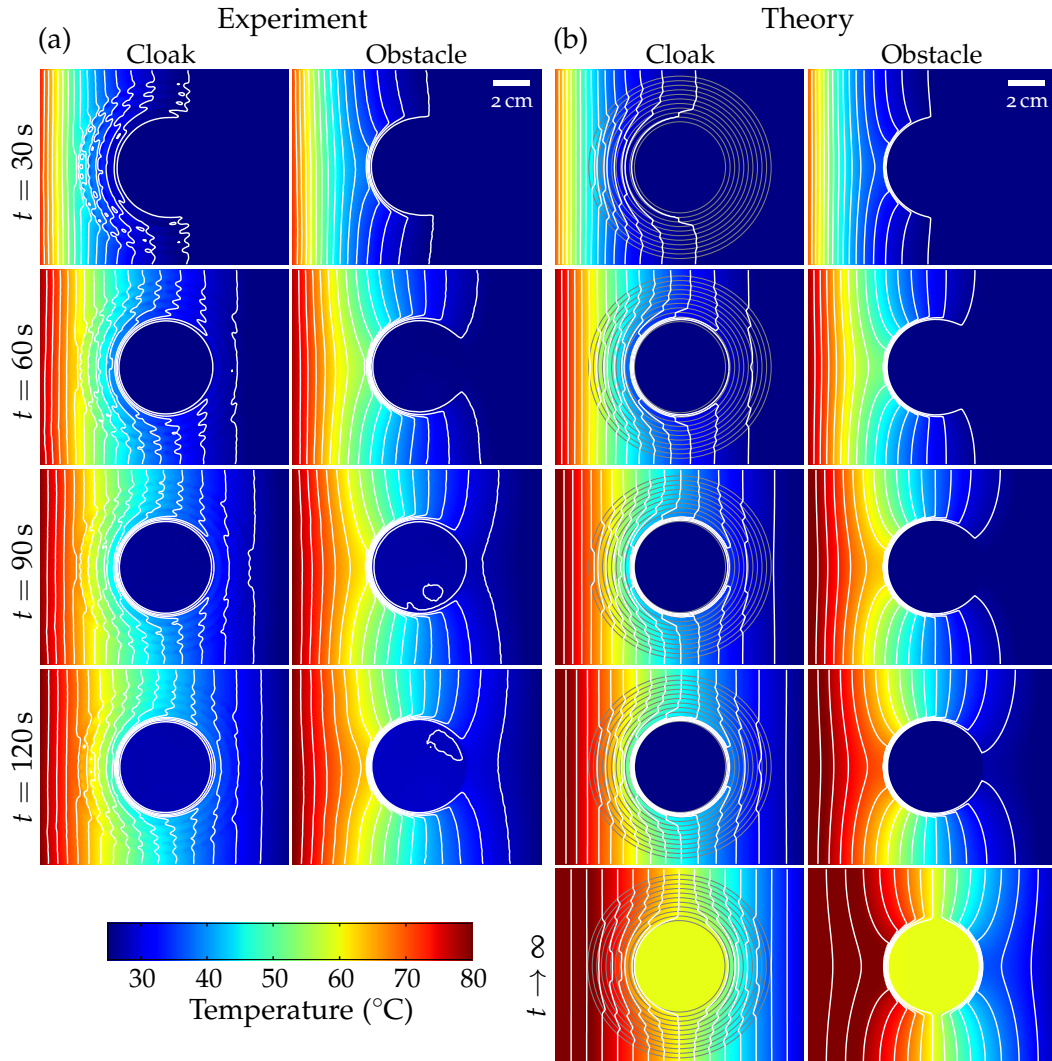 Experiment
Theory
(a)
(b)
Cloak
Obstacle
Cloak
Obstacle
2 cm
2 cm
t = 30 s
t = 60 s
t = 90 s
t = 120 s
t → ∞
30 40 50 60 70 80
Temperature (°C)